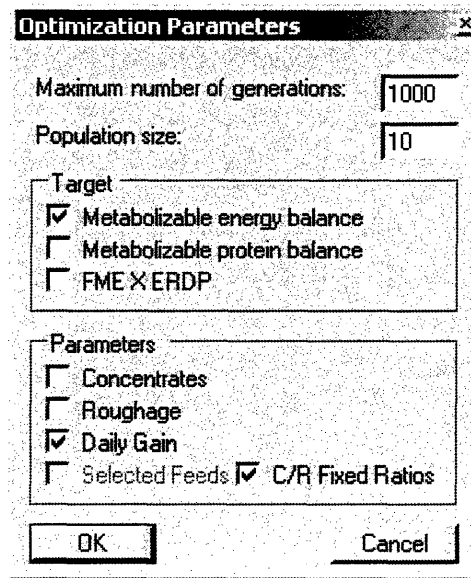 Optimization Parameters
Maximum number of generations: 1000
Population size: 10
Target
Metabolizable energy balance
Metabolizable protein balance
FME X ERDP
Parameters
Concentrates
Roughage
Daily Gain
Selected Feeds C/R Fixed Ratios
OK Cancel